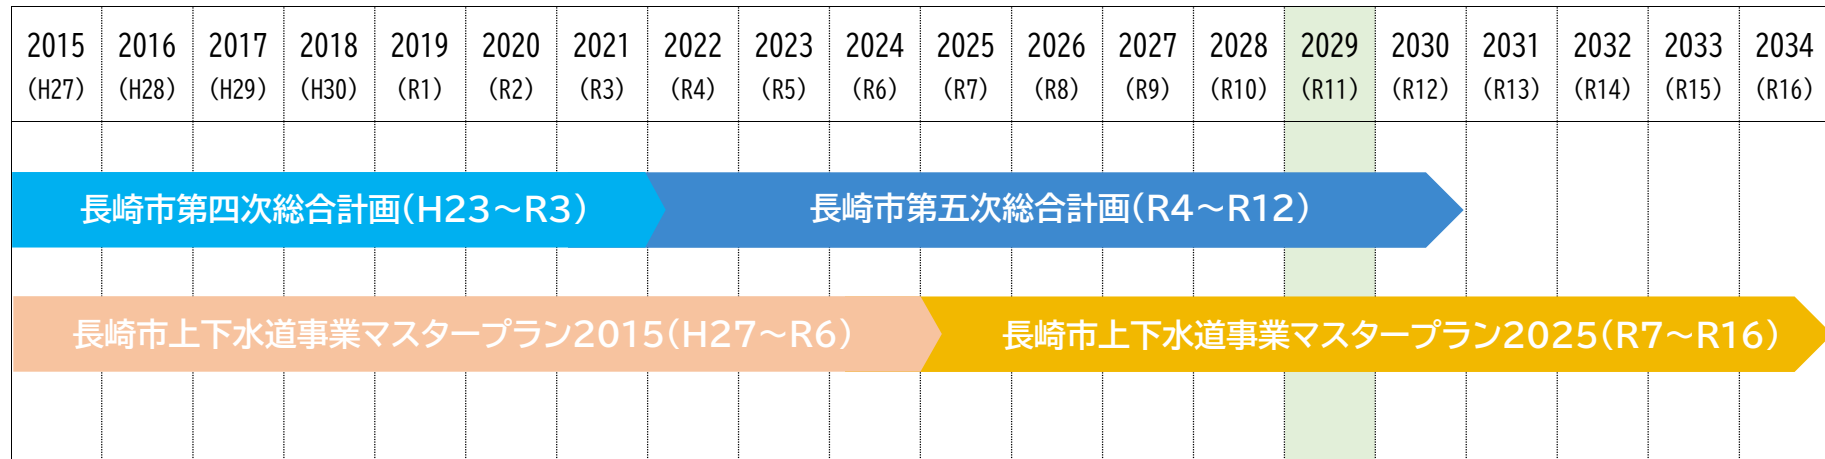 2015 2016 2017 2018 2019 2020 2021 2022 2023 2024 2025 2026 2027 2028 2029 2030 2031 2032 2033 2034
(H27) (H28) (H29) (H30) (R1) (R2) (R3) (R4) (R5) (R6) (R7) (R8) (R9) (R10) (R11) (R12) (R13) (R14) (R15) (R16)
長崎市第四次総合計画(H23～R3) 長崎市第五次総合計画(R4～R12)
長崎市上下水道事業マスタープラン2015(H27～R6) 長崎市上下水道事業マスタープラン2025(R7～R16)